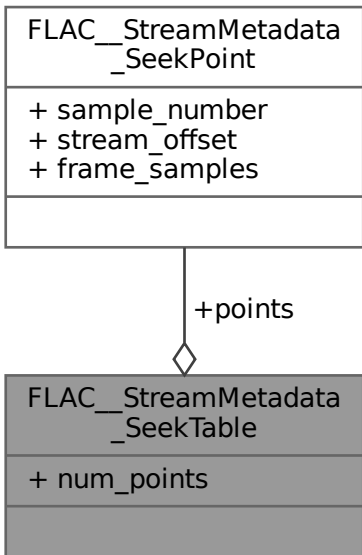 FLAC__StreamMetadata
_SeekPoint
+ sample_number
+ stream_offset
+ frame_samples
+points
FLAC__StreamMetadata
_SeekTable
+ num_points